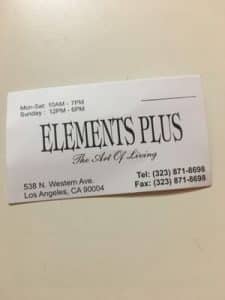 Mon-Sat: 10AM - 7PM
Sunday : 12PM - 6PM
ELEMENTS PLUS
The Art Of Living
538 N. Western Ave.
Los Angeles, CA 90004
Tel: (323) 871-8698
Fax: (323) 871-8698